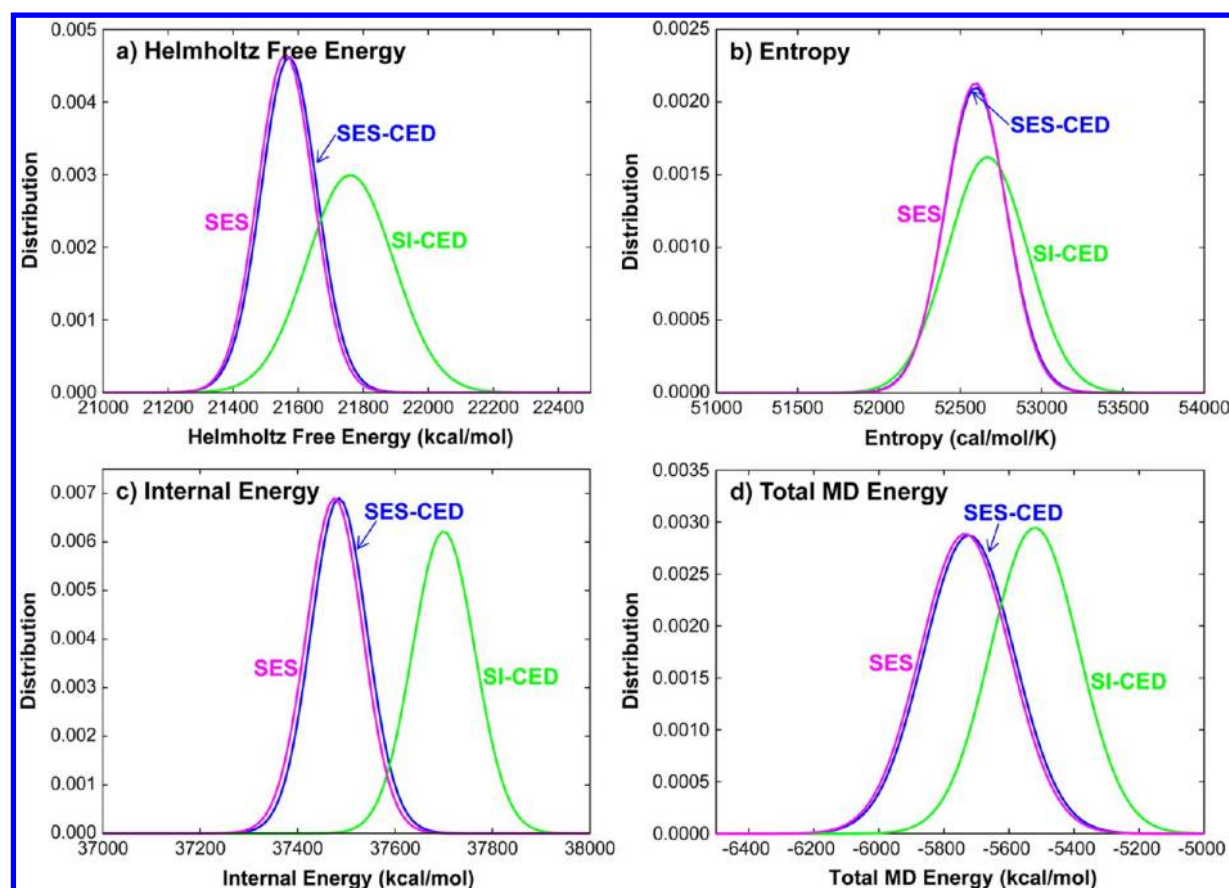 a) Helmholtz Free Energy
0.005
0.004
0.003
0.002
0.001
0.000
Distribution
SES-CED
SES
SI-CED
21000 21200 21400 21600 21800 22000 22200 22400
Helmholtz Free Energy (kcal/mol)
b) Entropy
0.0025
0.0020
0.0015
0.0010
0.0005
0.0000
Distribution
SES-CED
SES
SI-CED
51000 51500 52000 52500 53000 53500 54000
Entropy (cal/mol/K)
c) Internal Energy
0.007
0.006
0.005
0.004
0.003
0.002
0.001
0.000
Distribution
SES-CED
SES
SI-CED
37000 37200 37400 37600 37800 38000
Internal Energy (kcal/mol)
d) Total MD Energy
0.0035
0.0030
0.0025
0.0020
0.0015
0.0010
0.0005
0.0000
Distribution
SES-CED
SES
SI-CED
-6400 -6200 -6000 -5800 -5600 -5400 -5200 -5000
Total MD Energy (kcal/mol)